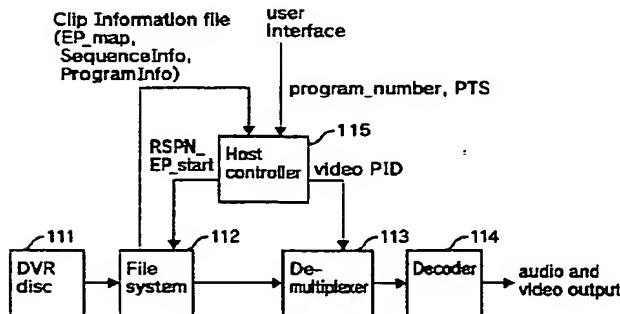 Clip Information file
(EP_map,
SequenceInfo,
ProgramInfo)
user
interface
program_number, PTS
115
RSPN_
EP_start
Host
controller
video PID
111
DVR
disc
112
File
system
113
De-
multiplexer
114
Decoder
audio and
video output